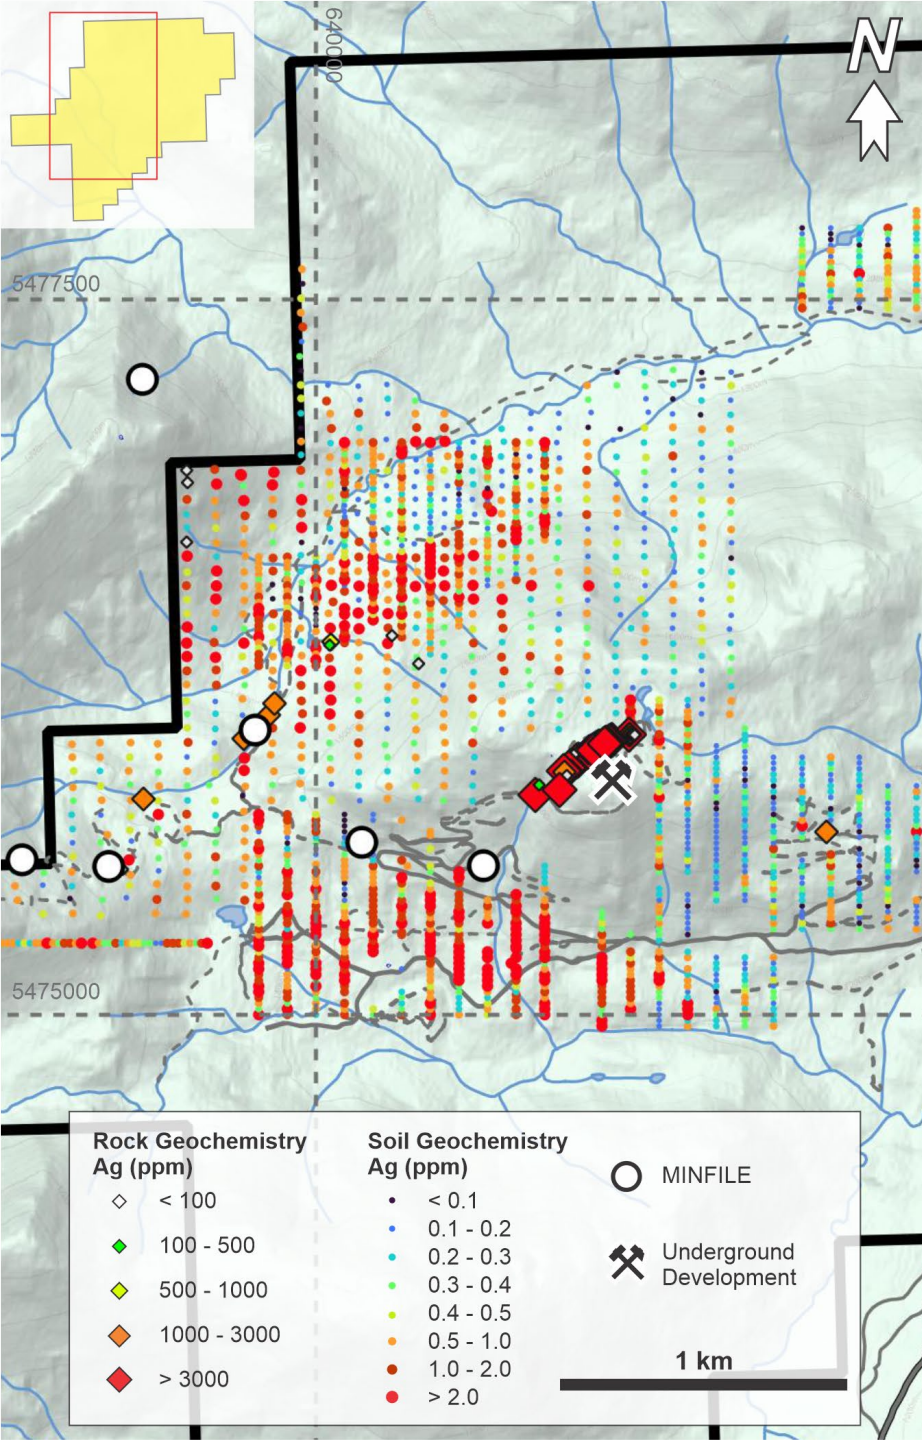 640000
N
5477500
5475000
Rock Geochemistry
Ag (ppm)
< 100
100 - 500
500 - 1000
1000 - 3000
> 3000
Soil Geochemistry
Ag (ppm)
< 0.1
0.1 - 0.2
0.2 - 0.3
0.3 - 0.4
0.4 - 0.5
0.5 - 1.0
1.0 - 2.0
> 2.0
MINFILE
Underground
Development
1 km